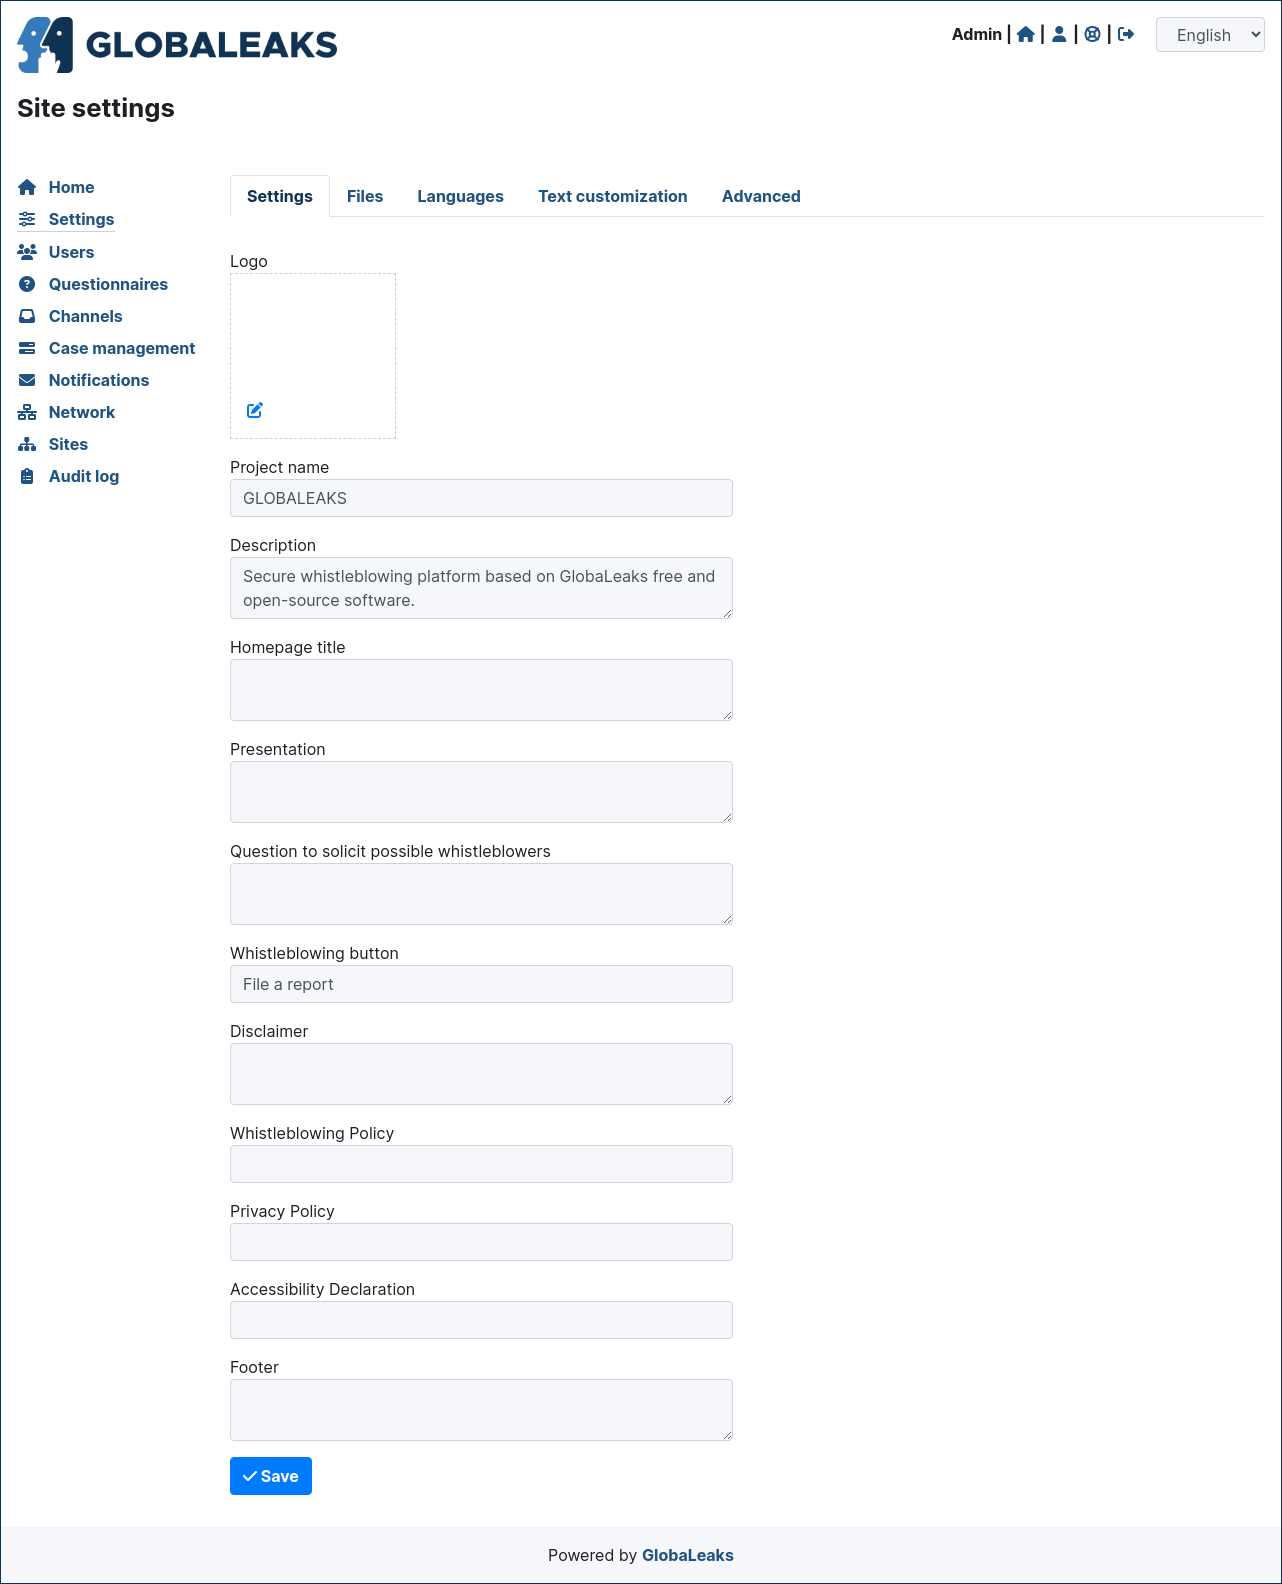 GLOBALEAKS
Admin | | | |
English
Site settings
Home
Settings
Users
Questionnaires
Channels
Case management
Notifications
Network
Sites
Audit log
Settings Files Languages Text customization Advanced
Logo
Project name
GLOBALEAKS
Description
Secure whistleblowing platform based on GlobaLeaks free and
open-source software.
Homepage title
Presentation
Question to solicit possible whistleblowers
Whistleblowing button
File a report
Disclaimer
Whistleblowing Policy
Privacy Policy
Accessibility Declaration
Footer
Save
Powered by GlobaLeaks